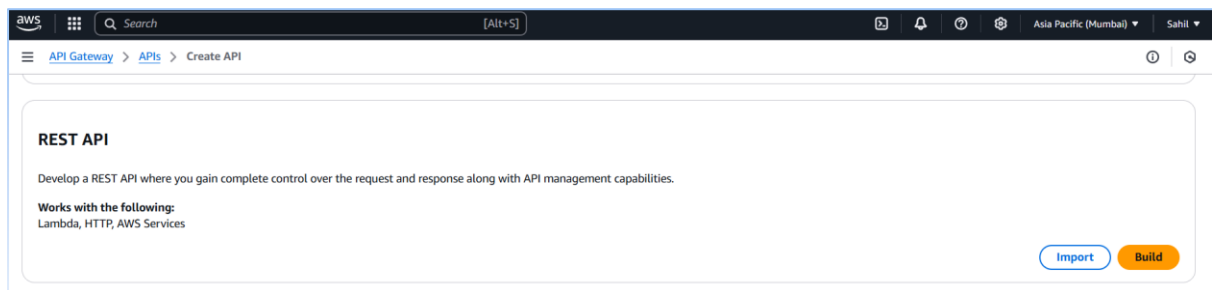 aws Search [Alt+S] Asia Pacific (Mumbai) ▼ Sahil ▼
API Gateway > APIs > Create API
REST API
Develop a REST API where you gain complete control over the request and response along with API management capabilities.
Works with the following:
Lambda, HTTP, AWS Services
Import Build